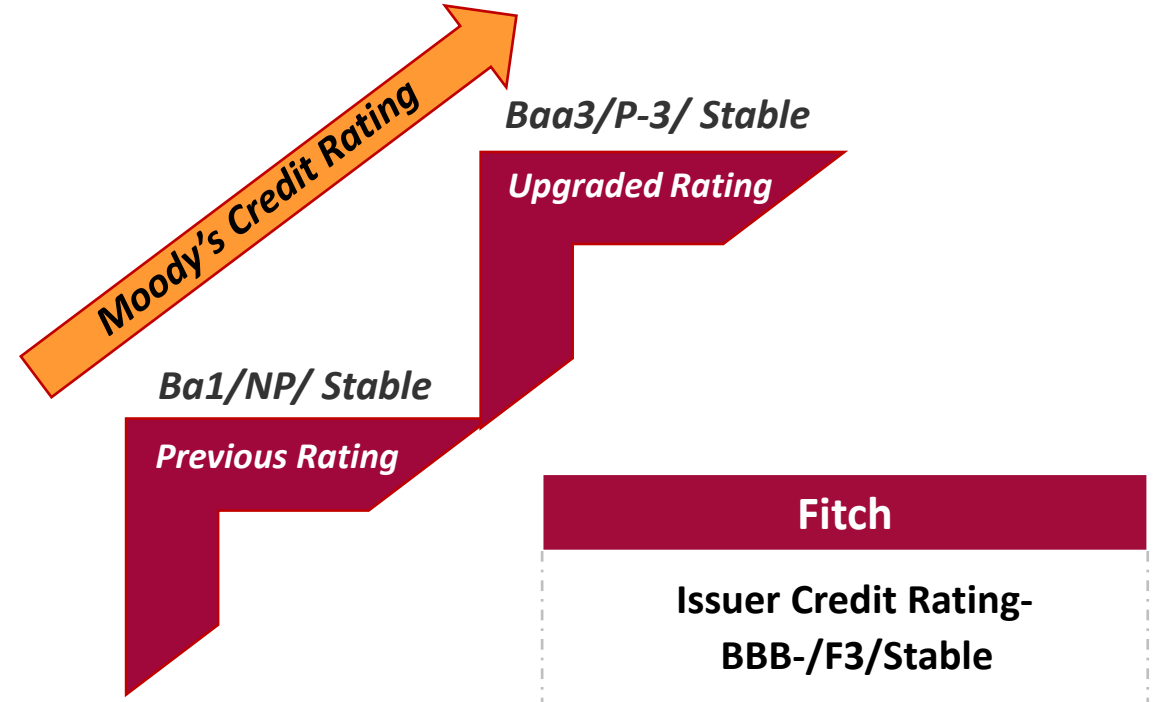 Moody's Credit Rating
Baa3/P-3/ Stable
Upgraded Rating
Ba1/NP/ Stable
Previous Rating
Fitch
Issuer Credit Rating-
BBB-/F3/Stable